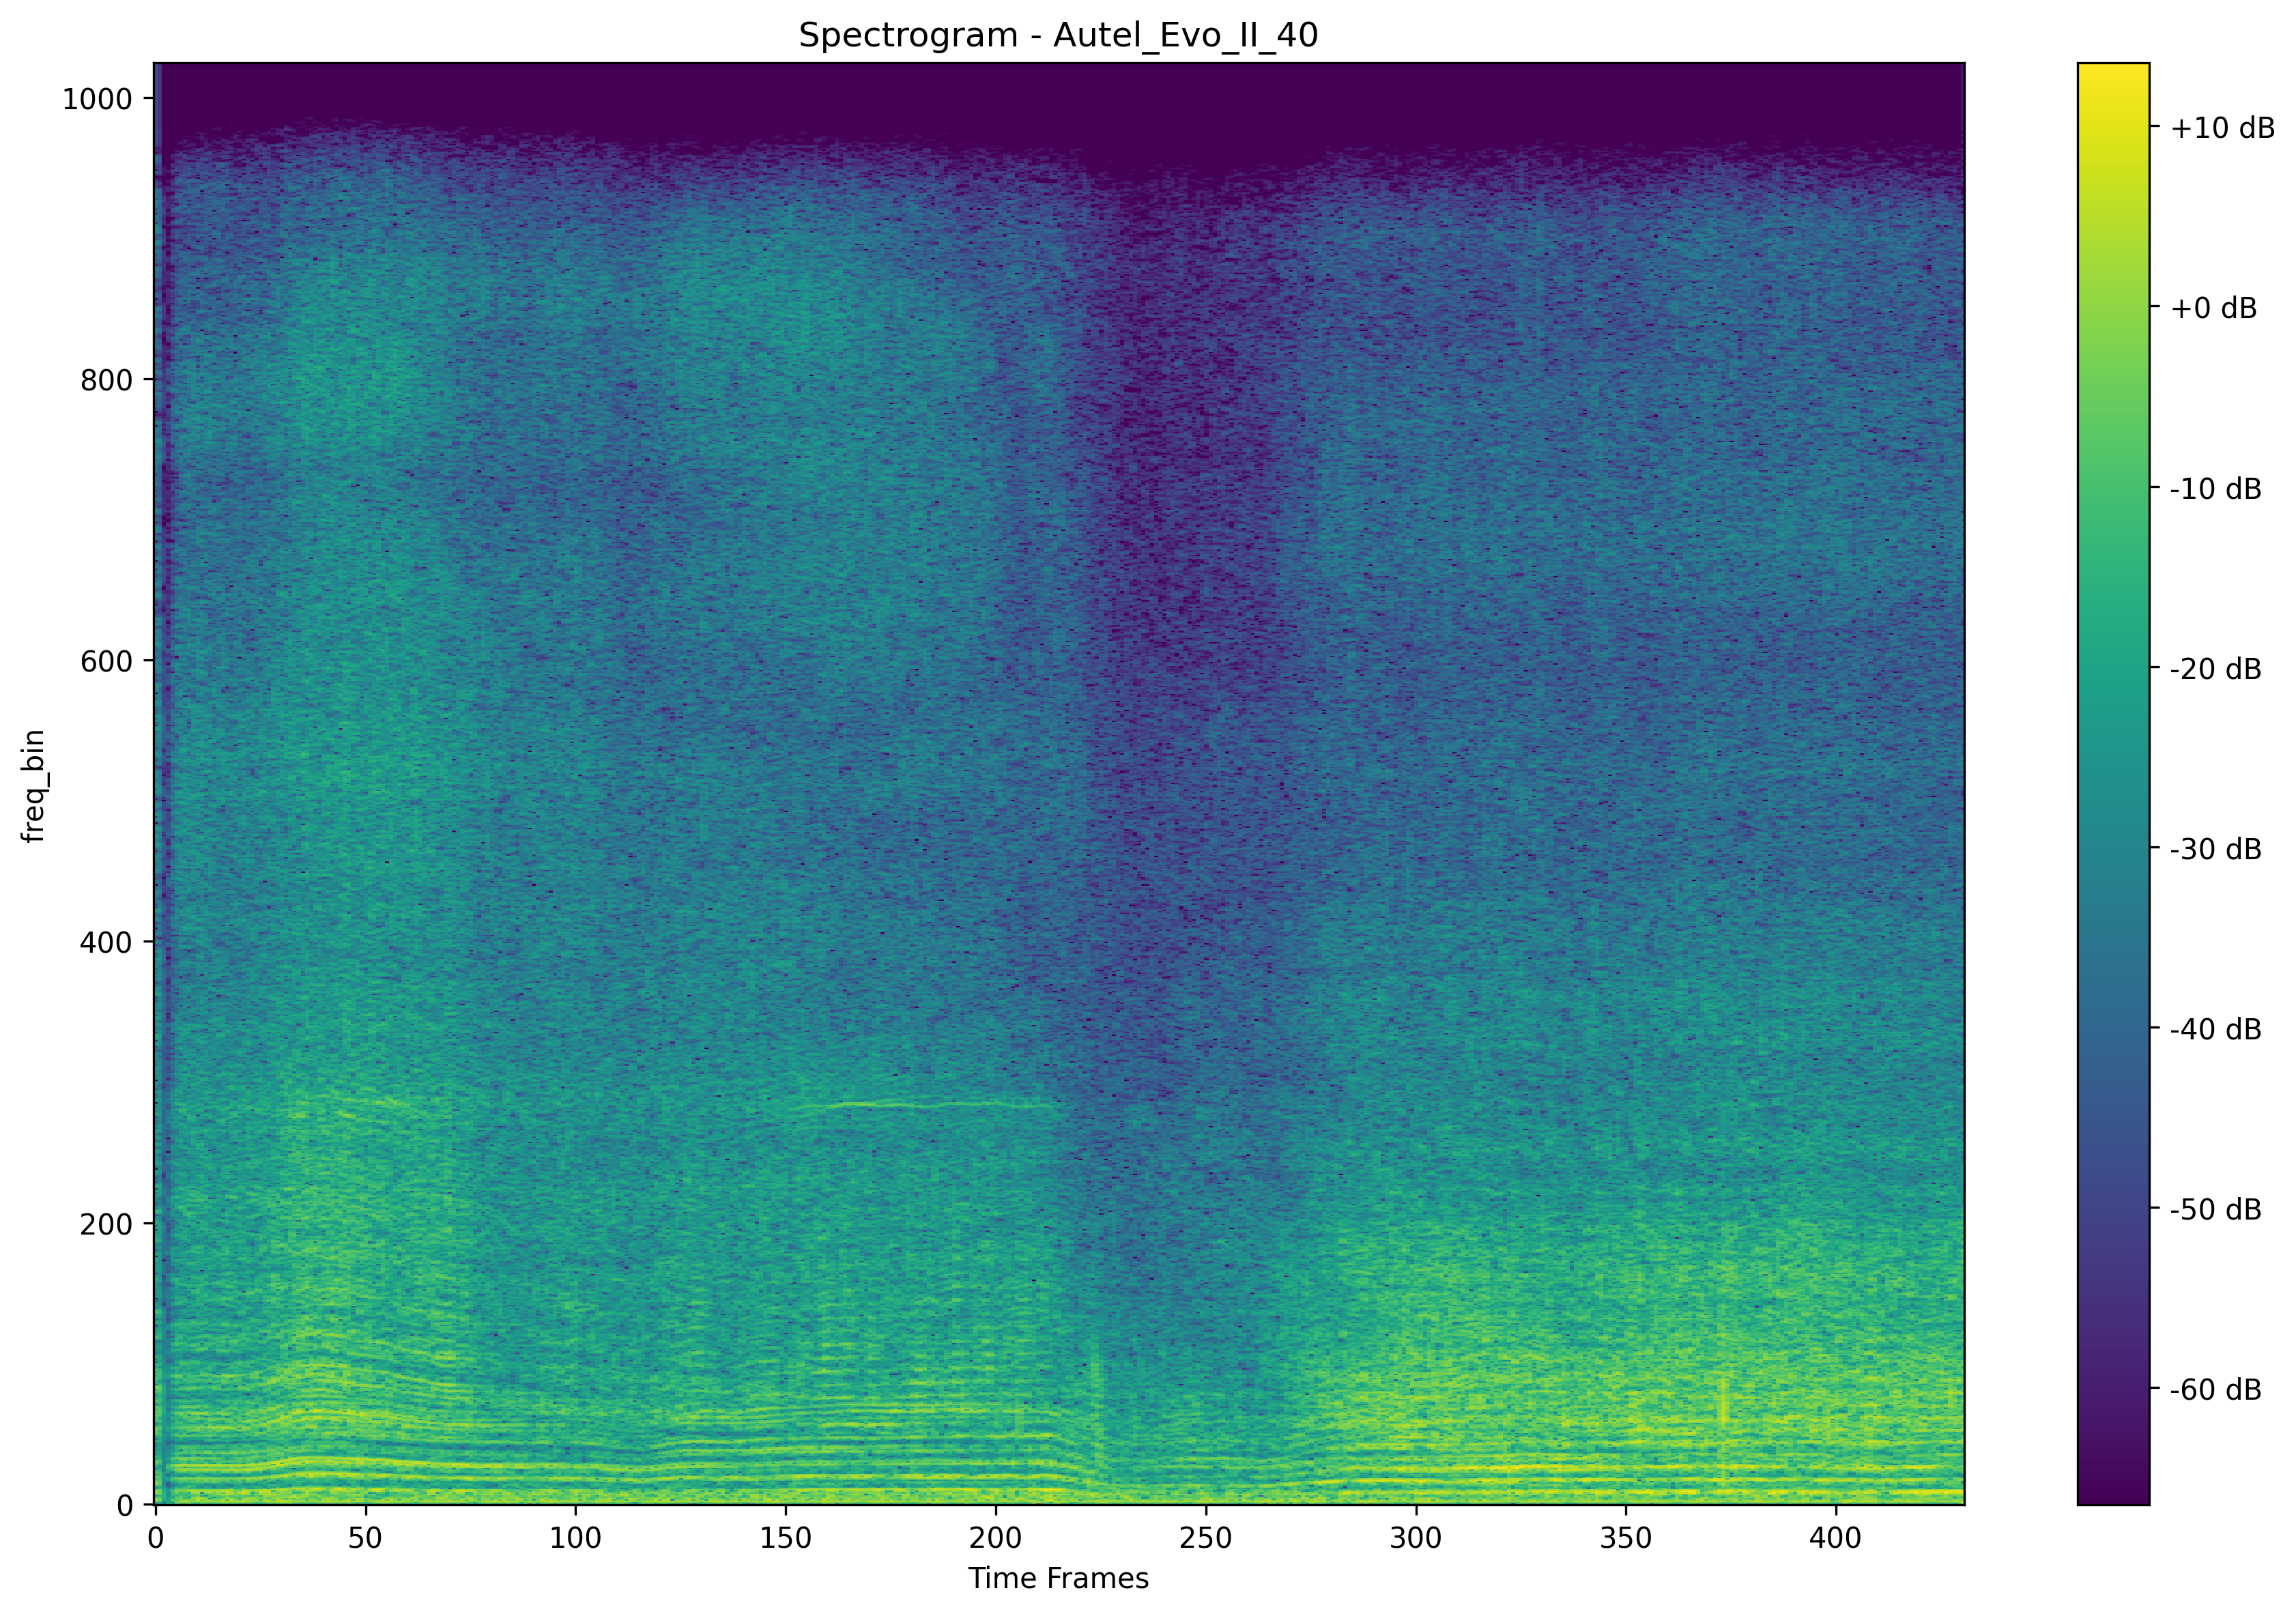 Spectrogram - Autel_Evo_II_40
1000
800
600
400
200
0
freq_bin
0
50
100
150
200
250
300
350
400
Time Frames
+10 dB
+0 dB
-10 dB
-20 dB
-30 dB
-40 dB
-50 dB
-60 dB